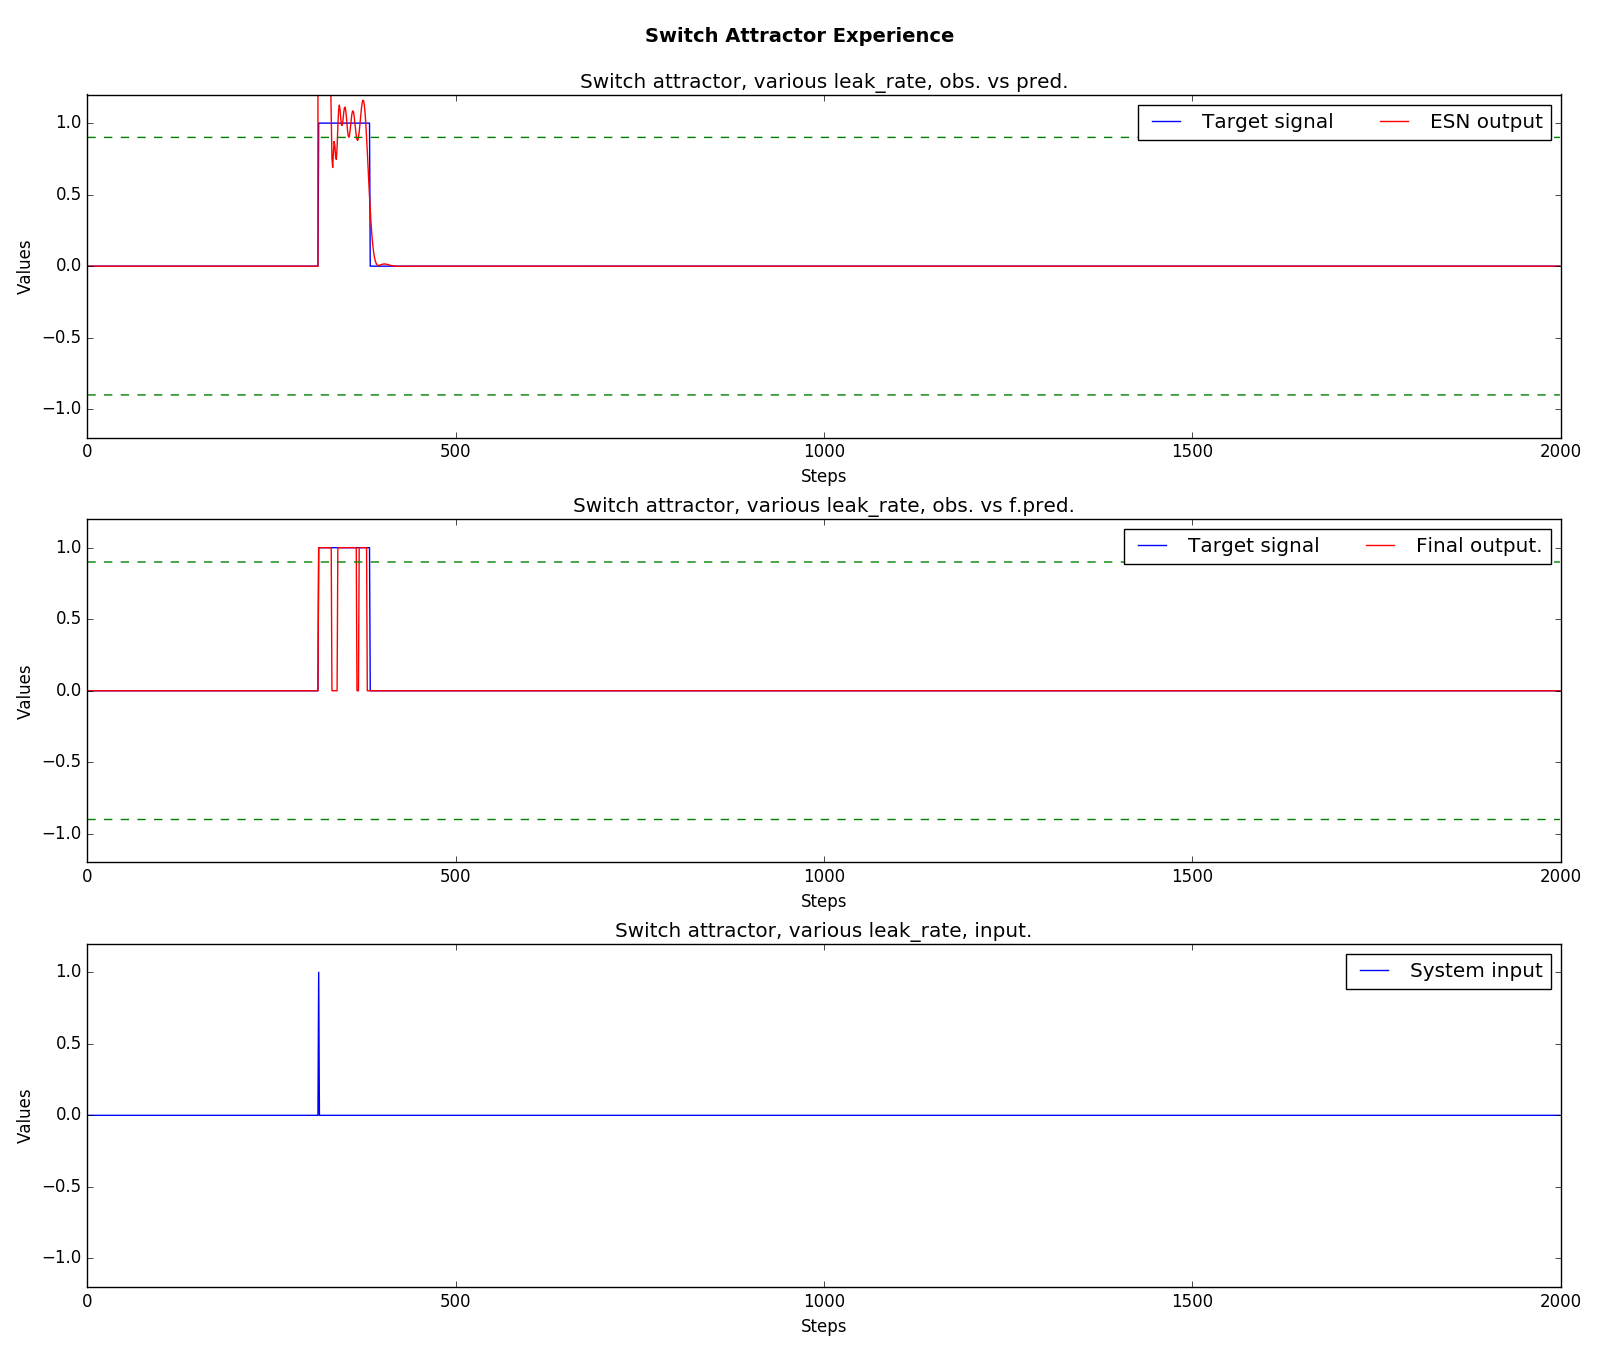 Switch Attractor Experience
Switch attractor, various leak_rate, obs. vs pred.
Target signal ESN output
1.0
0.5
0.0
−0.5
−1.0
Values
0 500 1000 1500 2000
Steps
Switch attractor, various leak_rate, obs. vs f.pred.
Target signal Final output.
1.0
0.5
0.0
−0.5
−1.0
Values
0 500 1000 1500 2000
Steps
Switch attractor, various leak_rate, input.
System input
1.0
0.5
0.0
−0.5
−1.0
Values
0 500 1000 1500 2000
Steps